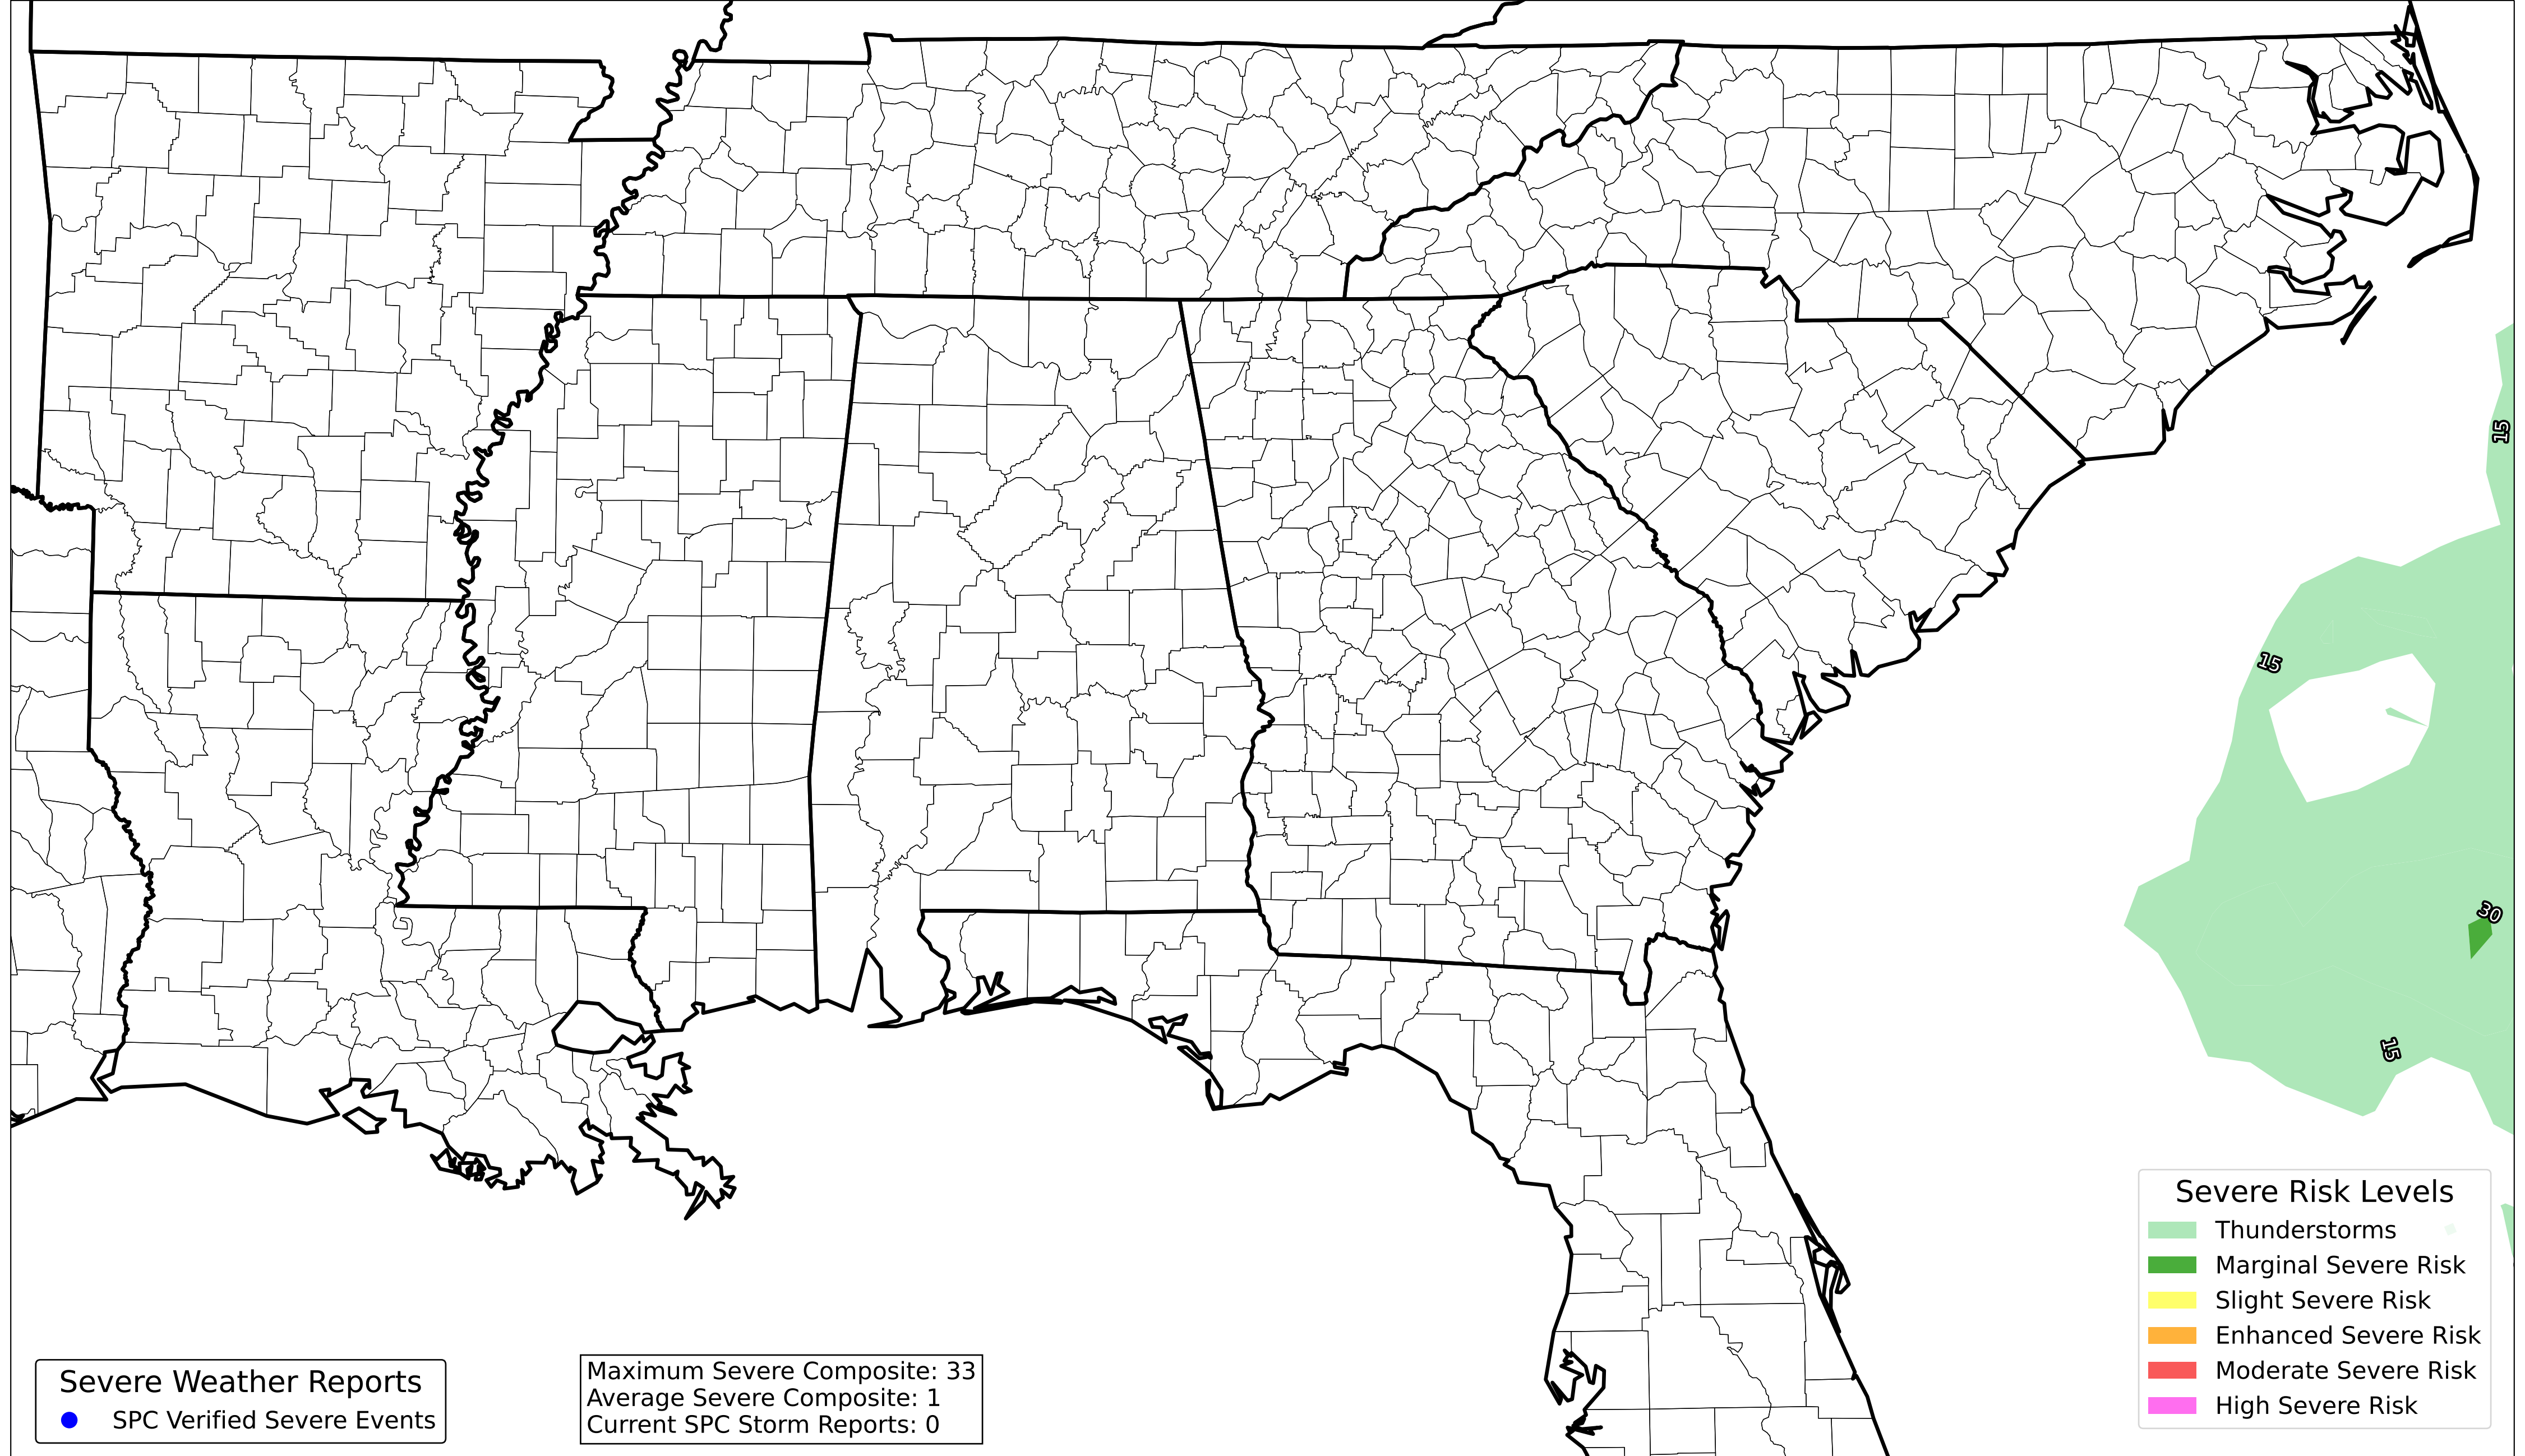 15
15
30
15
Severe Risk Levels
Thunderstorms
Marginal Severe Risk
Slight Severe Risk
Enhanced Severe Risk
Moderate Severe Risk
High Severe Risk
Severe Weather Reports
SPC Verified Severe Events
Maximum Severe Composite: 33
Average Severe Composite: 1
Current SPC Storm Reports: 0